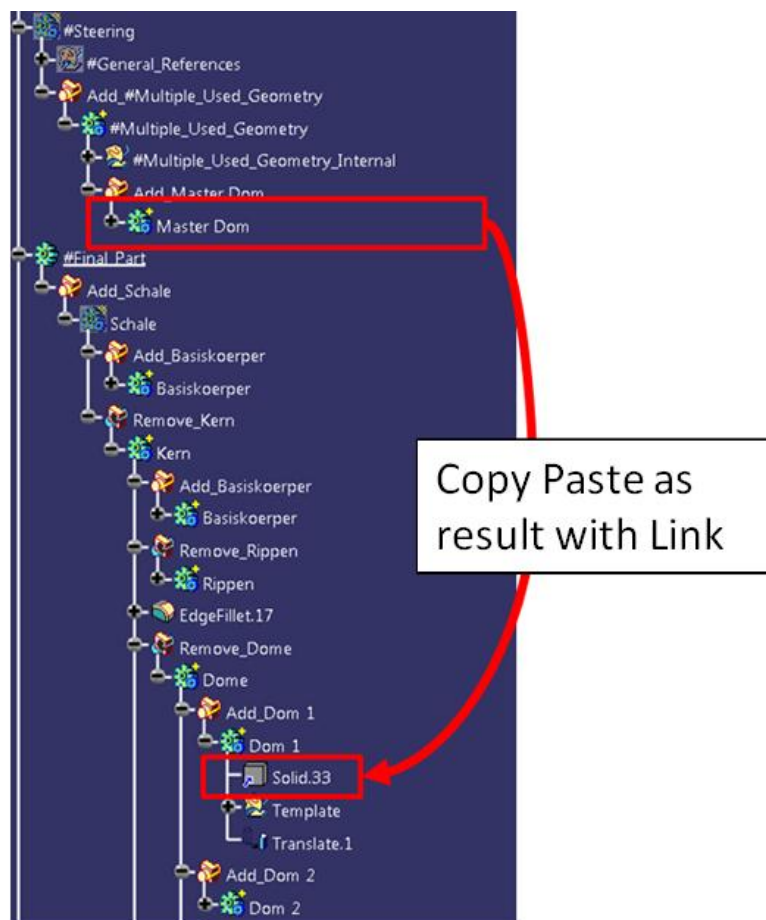 #Steering
#General_References
Add_#Multiple_Used_Geometry
#Multiple_Used_Geometry
#Multiple_Used_Geometry_Internal
Add_Master Dom
Master Dom
#Final_Part
Add_Schale
Schale
Add_Basiskoerper
Basiskoerper
Remove_Kern
Kern
Add_Basiskoerper
Basiskoerper
Remove_Rippen
Rippen
EdgeFillet.17
Remove_Dome
Dome
Add_Dom 1
Dom 1
Solid.33
Template
Translate.1
Add_Dom 2
Dom 2
Copy Paste as
result with Link